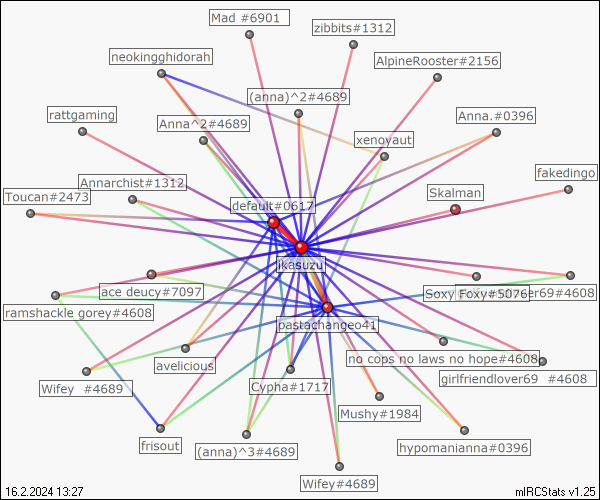 Mad #6901
zibbits#1312
neokingghidorah
AlpineRooster#2156
(anna)^2#4689
rattgaming
Anna^2#4689
Anna.#0396
xenoyaut
fakedingo
Annarchist#1312
Toucan#2473
Skalman
default#0617
ikasuzu
ace deucy#7097
Soxy Foxy#5076
er69#4608
ramshackle gorey#4608
pastachangeo41
no cops no laws no hope#4608
avelicious
girlfriendlover69 #4608
Wifey #4689
Cypha#1717
Mushy#1984
frisout
(anna)^3#4689
hypomanianna#0396
Wifey#4689
16.2.2024 13:27
mIRCStats v1.25